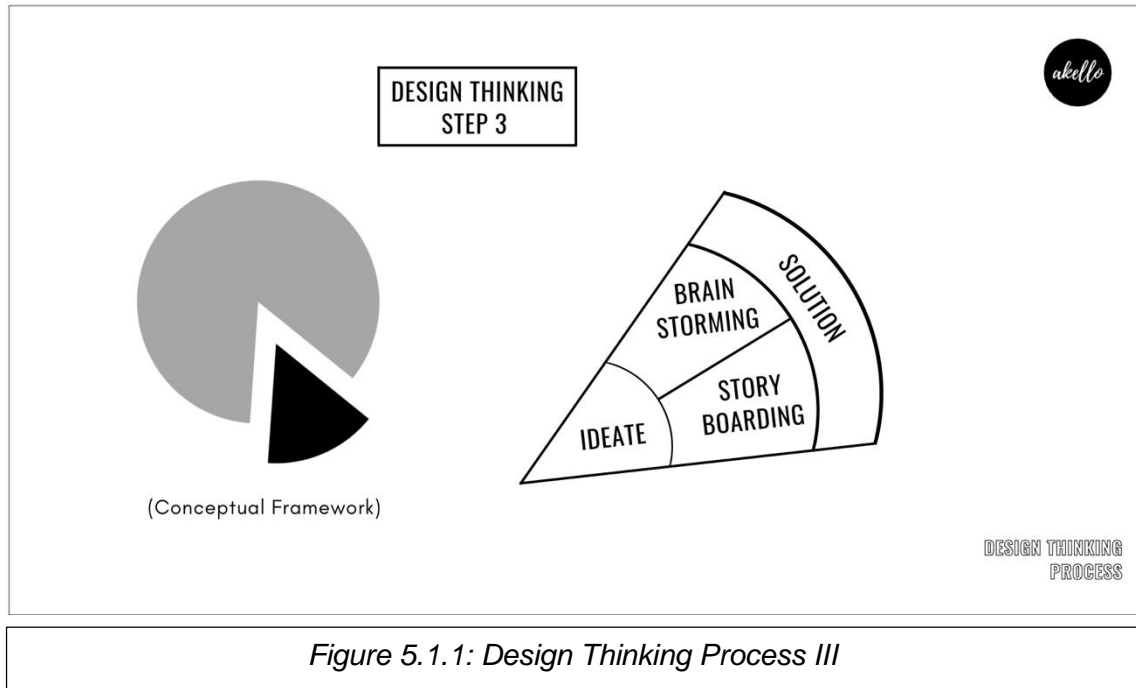 DESIGN THINKING
STEP 3
akello
BRAIN
STORMING
SOLUTION
STORY
BOARDING
IDEATE
(Conceptual Framework)
DESIGN THINKING
PROCESS
Figure 5.1.1: Design Thinking Process III